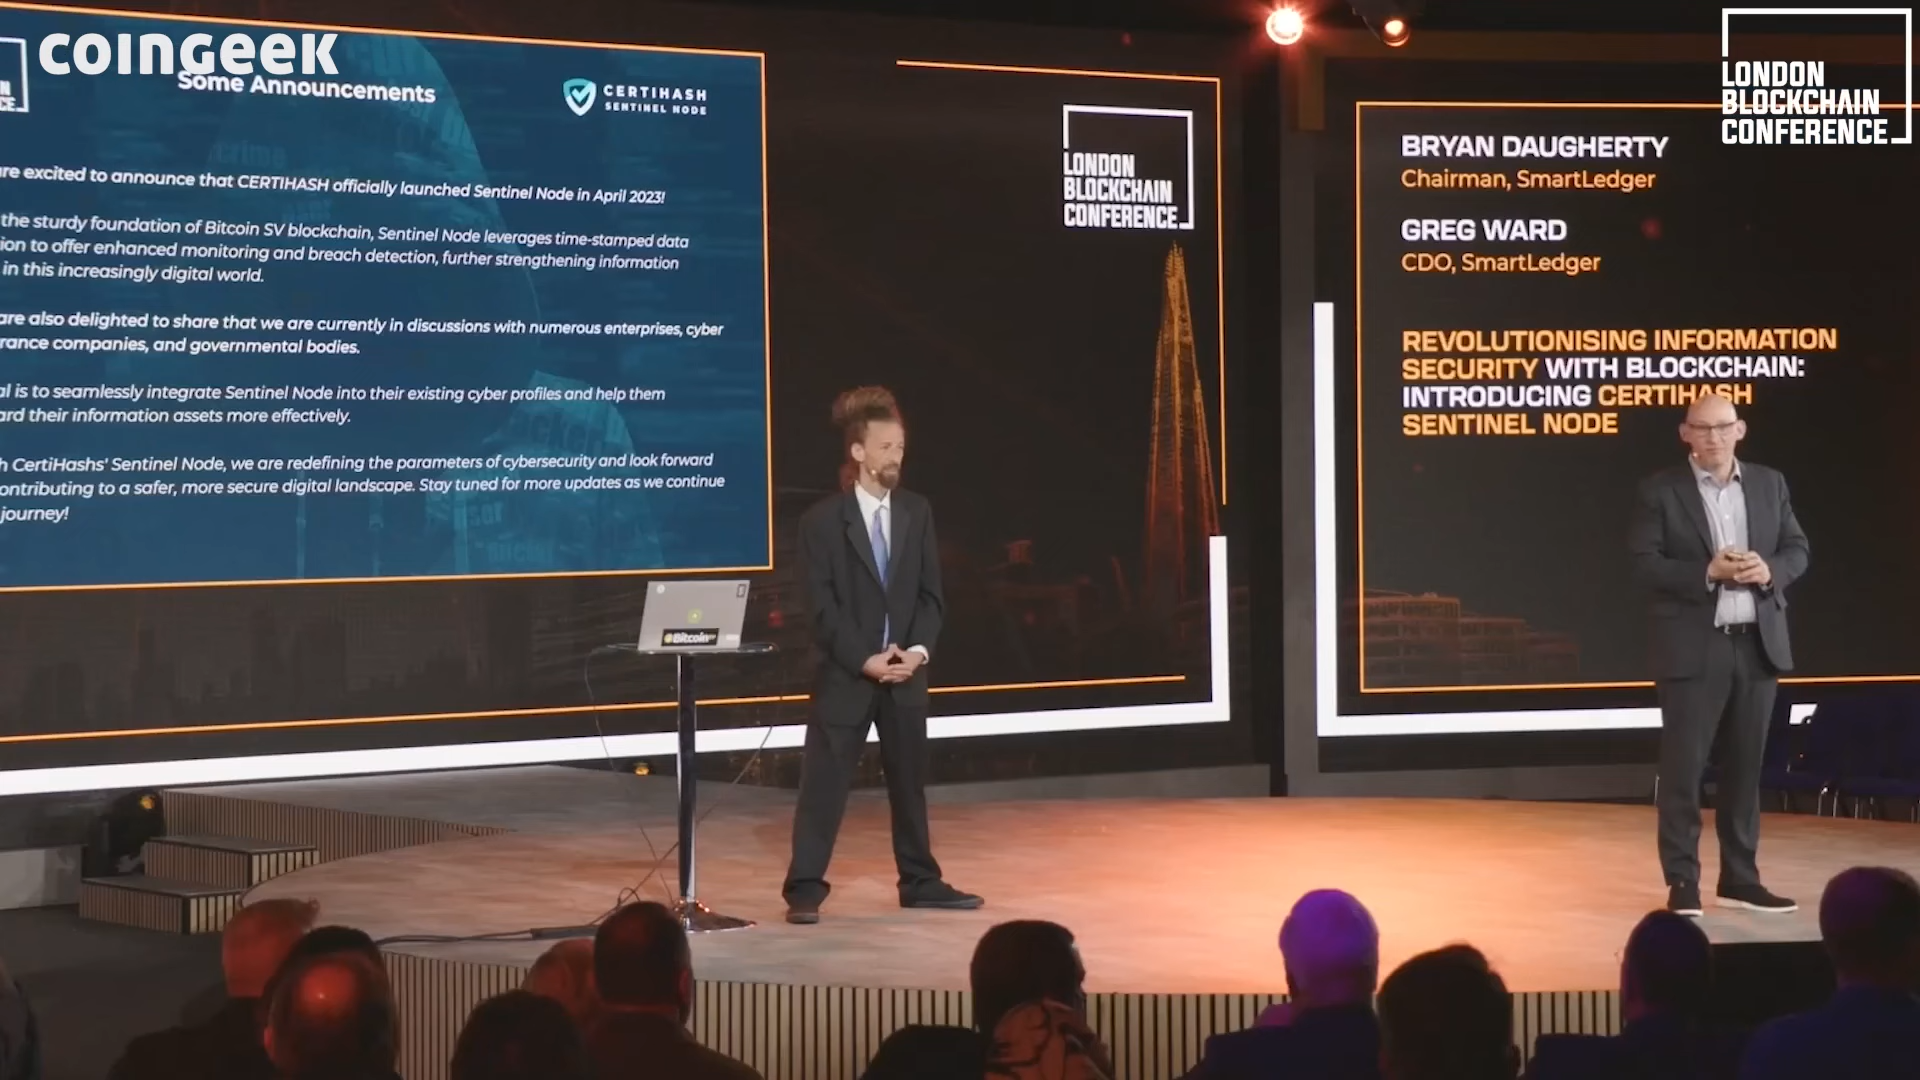 COINGEEK
Some Announcements
CERTIHASH
SENTINEL NODE
re excited to announce that CERTIHASH officially launched Sentinel Node in April 2023!
the sturdy foundation of Bitcoin SV blockchain, Sentinel Node leverages time-stamped data
ion to offer enhanced monitoring and breach detection, further strengthening information
in this increasingly digital world.
are also delighted to share that we are currently in discussions with numerous enterprises, cyber
rance companies, and governmental bodies.
al is to seamlessly integrate Sentinel Node into their existing cyber profiles and help them
ard their information assets more effectively.
h CertiHashs' Sentinel Node, we are redefining the parameters of cybersecurity and look forward
ontributing to a safer, more secure digital landscape. Stay tuned for more updates as we continue
journey!
Bitcoin
LONDON
BLOCKCHAIN
CONFERENCE
BRYAN DAUGHERTY
Chairman, SmartLedger
GREG WARD
CDO, SmartLedger
REVOLUTIONISING INFORMATION
SECURITY WITH BLOCKCHAIN:
INTRODUCING CERTIHASH
SENTINEL NODE
LONDON
BLOCKCHAIN
CONFERENCE